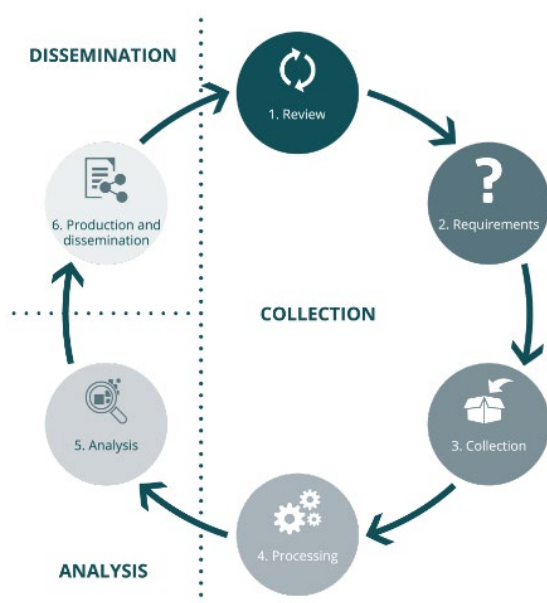 DISSEMINATION
1. Review
2. Requirements
6. Production and
dissemination
COLLECTION
3. Collection
5. Analysis
4. Processing
ANALYSIS